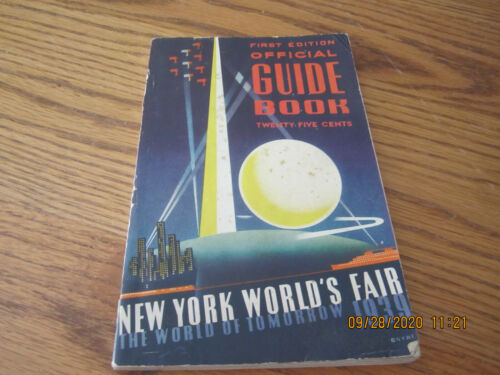 FIRST EDITION
OFFICIAL
GUIDE
BOOK
TWENTY-FIVE CENTS
NEW YORK WORLD'S FAIR
THE WORLD OF TOMORROW 1939
09/28/2020 11:21